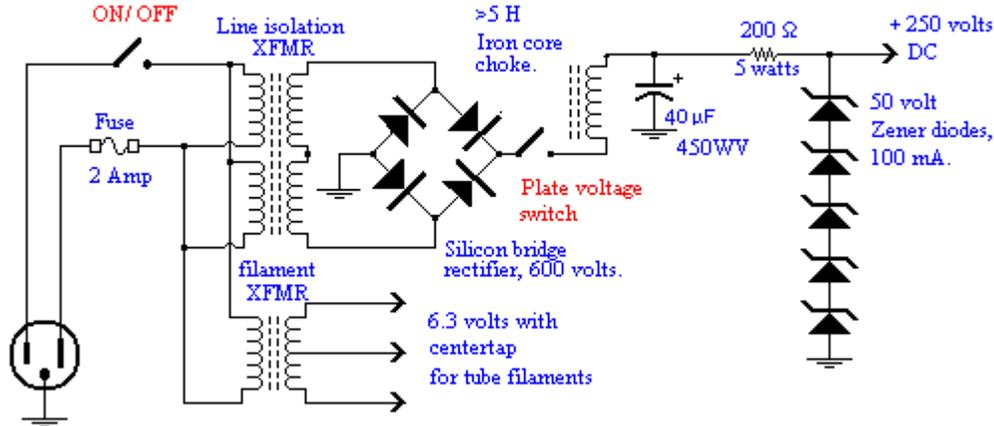 ON/ OFF
Line isolation
XFMR
>5 H
Iron core
choke.
200 Ω
5 watts
+ 250 volts
DC
Fuse
2 Amp
+
40 µF
450WV
50 volt
Zener diodes,
100 mA.
Plate voltage
switch
Silicon bridge
rectifier, 600 volts.
filament
XFMR
6.3 volts with
centertap
for tube filaments